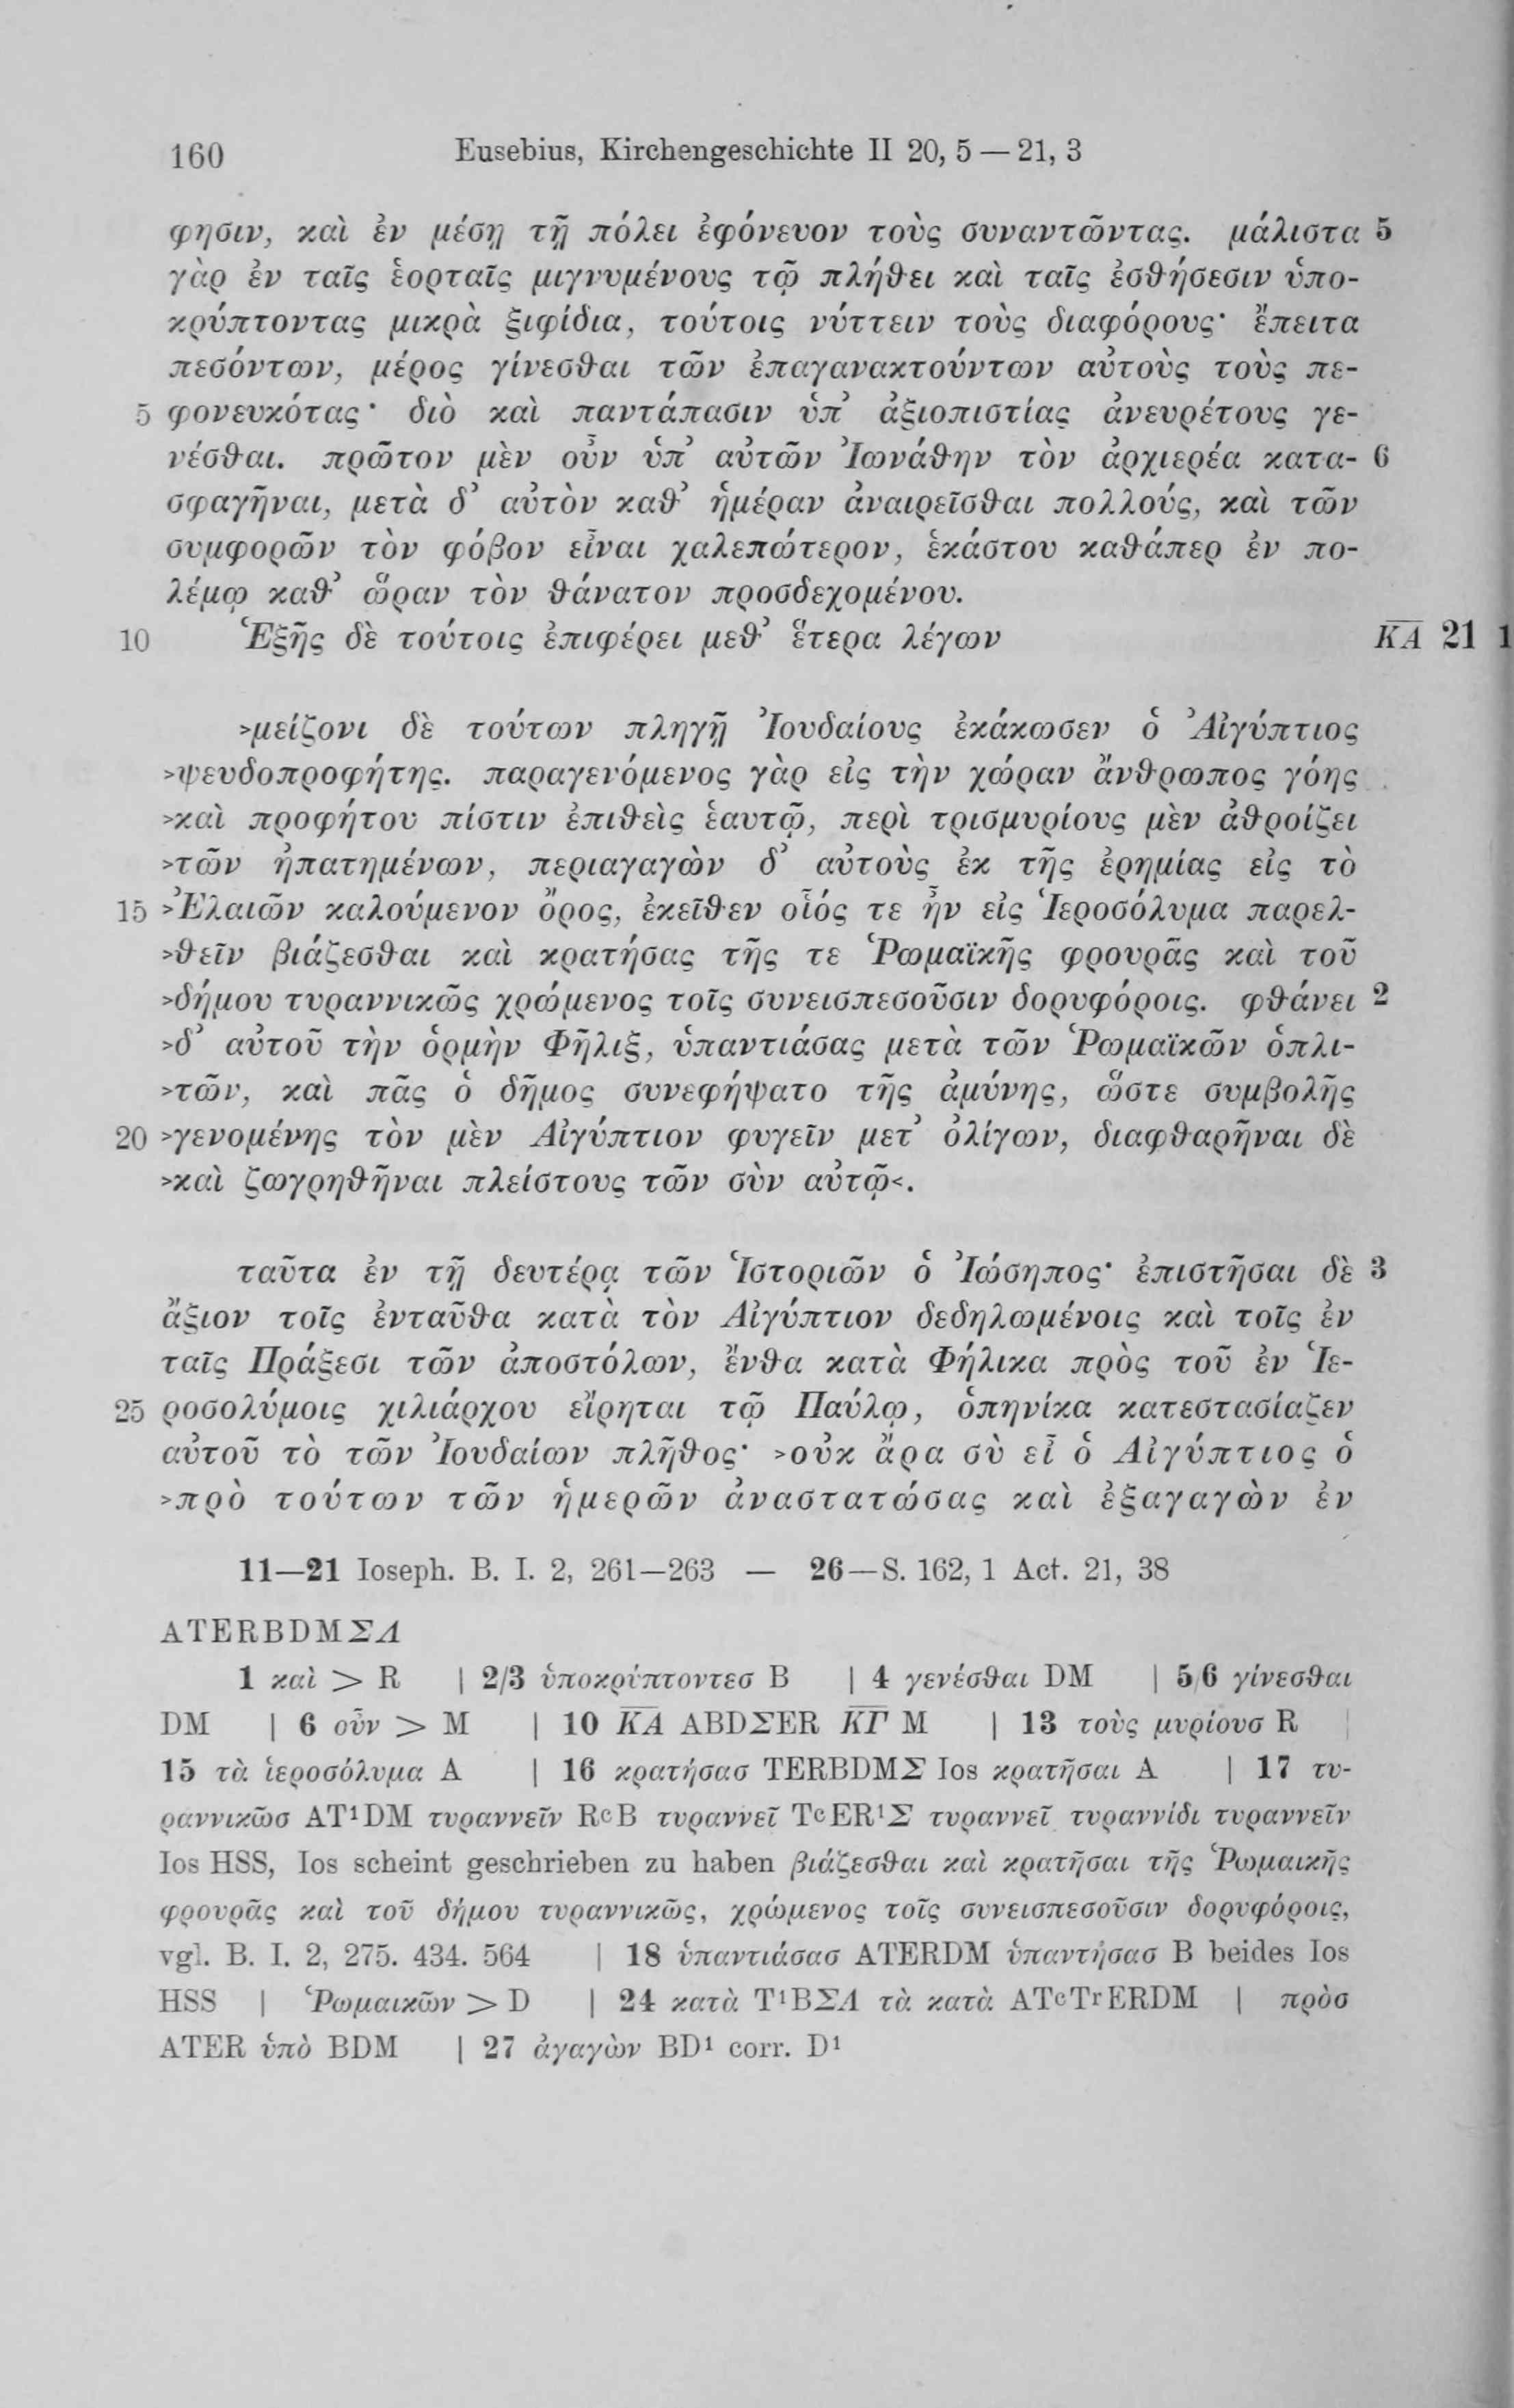 160 Eusebius, Kirchengeschichte II 20, 5 — 21, 3
φησιν, καὶ ἐν μέσῃ τῇ πόλει ἐφόνευον τοὺς συναντῶντας. μάλιστα 5
γὰρ ἐν ταῖς ἑορταῖς μιγνυμένους τῷ πλήθει καὶ ταῖς ἐσθήσεσιν ὑπο-
κρύπτοντας μικρὰ ξιφίδια, τούτοις νύττειν τοὺς διαφόρους· ἔπειτα
πεσόντων, μέρος γίνεσθαι τῶν ἐπαγανακτούντων αὐτοὺς τοὺς πε-
5 φονευκότας· διὸ καὶ παντάπασιν ὑπ’ ἀξιοπιστίας ἀνευρέτους γε-
νέσθαι. πρῶτον μὲν οὖν ὑπ’ αὐτῶν Ἰωνάθην τὸν ἀρχιερέα κατα- 6
σφαγῆναι, μετὰ δ’ αὐτὸν καθ’ ἡμέραν ἀναιρεῖσθαι πολλούς, καὶ τῶν
συμφορῶν τὸν φόβον εἶναι χαλεπώτερον, ἑκάστου καθάπερ ἐν πο-
λέμῳ καθ’ ὥραν τὸν θάνατον προσδεχομένου.
10 Ἑξῆς δὲ τούτοις ἐπιφέρει μεθ’ ἕτερα λέγων K̅A̅ 21 1
>μείζονι δὲ τούτων πληγῇ Ἰουδαίους ἐκάκωσεν ὁ Ἀἰγύπτιος
>ψευδοπροφήτης. παραγενόμενος γὰρ εἰς τὴν χώραν ἄνθρωπος γόης
>καὶ προφήτου πίστιν ἐπιθεὶς ἑαυτῷ, περὶ τρισμυρίους μὲν ἀθροίζει
>τῶν ἠπατημένων, περιαγαγὼν δ’ αὐτοὺς ἐκ τῆς ἐρημίας εἰς τὸ
15 >Ἐλαιῶν καλούμενον ὄρος, ἐκεῖθεν οἷός τε ἦν εἰς Ἱεροσόλυμα παρελ-
>θεῖν βιάζεσθαι καὶ κρατήσας τῆς τε Ῥωμαϊκῆς φρουρᾶς καὶ τοῦ
>δήμου τυραννικῶς χρώμενος τοῖς συνεισπεσοῦσιν δορυφόροις. φθάνει 2
>δ’ αὐτοῦ τὴν ὁρμὴν Φῆλιξ, ὑπαντιάσας μετὰ τῶν Ῥωμαϊκῶν ὁπλι-
>τῶν, καὶ πᾶς ὁ δῆμος συνεφήψατο τῆς ἀμύνης, ὥστε συμβολῆς
20 >γενομένης τὸν μὲν Αἰγύπτιον φυγεῖν μετ’ ὀλίγων, διαφθαρῆναι δὲ
>καὶ ζωγρηθῆναι πλείστους τῶν σὺν αὐτῷ<.
ταῦτα ἐν τῇ δευτέρᾳ τῶν Ἱστοριῶν ὁ Ἰώσηπος· ἐπιστῆσαι δὲ 3
ἄξιον τοῖς ἐνταῦθα κατὰ τὸν Αἰγύπτιον δεδηλωμένοις καὶ τοῖς ἐν
ταῖς Πράξεσι τῶν ἀποστόλων, ἔνθα κατὰ Φήλικα πρὸς τοῦ ἐν Ἱε-
25 ροσολύμοις χιλιάρχου εἴρηται τῷ Παύλῳ, ὁπηνίκα κατεστασίαζεν
αὐτοῦ τὸ τῶν Ἰουδαίων πλῆθος· >οὐκ ἄρα σὺ εἶ ὁ Αἰγύπτιος ὁ
>πρὸ τούτων τῶν ἡμερῶν ἀναστατώσας καὶ ἐξαγαγὼν ἐν
11—21 Ioseph. B. I. 2, 261—263 — 26—S. 162, 1 Act. 21, 38
ATERBDMΣΛ
1 καὶ > R | 2/3 ὑποκρύπτοντεσ B | 4 γενέσθαι DM | 5/6 γίνεσθαι
DM | 6 οὖν > M | 10 K̅A̅ ABDΣER K̅Γ̅ M | 13 τοὺς μυρίουσ R |
15 τὰ ἱεροσόλυμα A | 16 κρατήσασ TERBDMΣ Ios κρατῆσαι A | 17 τυ-
ραννικῶσ AT¹DM τυραννεῖν RᶜB τυραννεῖ TᶜER¹Σ τυραννεῖ τυραννίδι τυραννεῖν
Ios HSS, Ios scheint geschrieben zu haben βιάζεσθαι καὶ κρατῆσαι τῆς Ῥωμαικῆς
φρουρᾶς καὶ τοῦ δήμου τυραννικῶς, χρώμενος τοῖς συνεισπεσοῦσιν δορυφόροις,
vgl. B. I. 2, 275. 434. 564 | 18 ὑπαντιάσασ ATERDM ὑπαντήσασ B beides Ios
HSS | Ῥωμαικῶν > D | 24 κατὰ T¹BΣΛ τὰ κατὰ ATᶜTʳERDM | πρὸσ
ATER ὑπὸ BDM | 27 ἀγαγὼν BD¹ corr. D¹